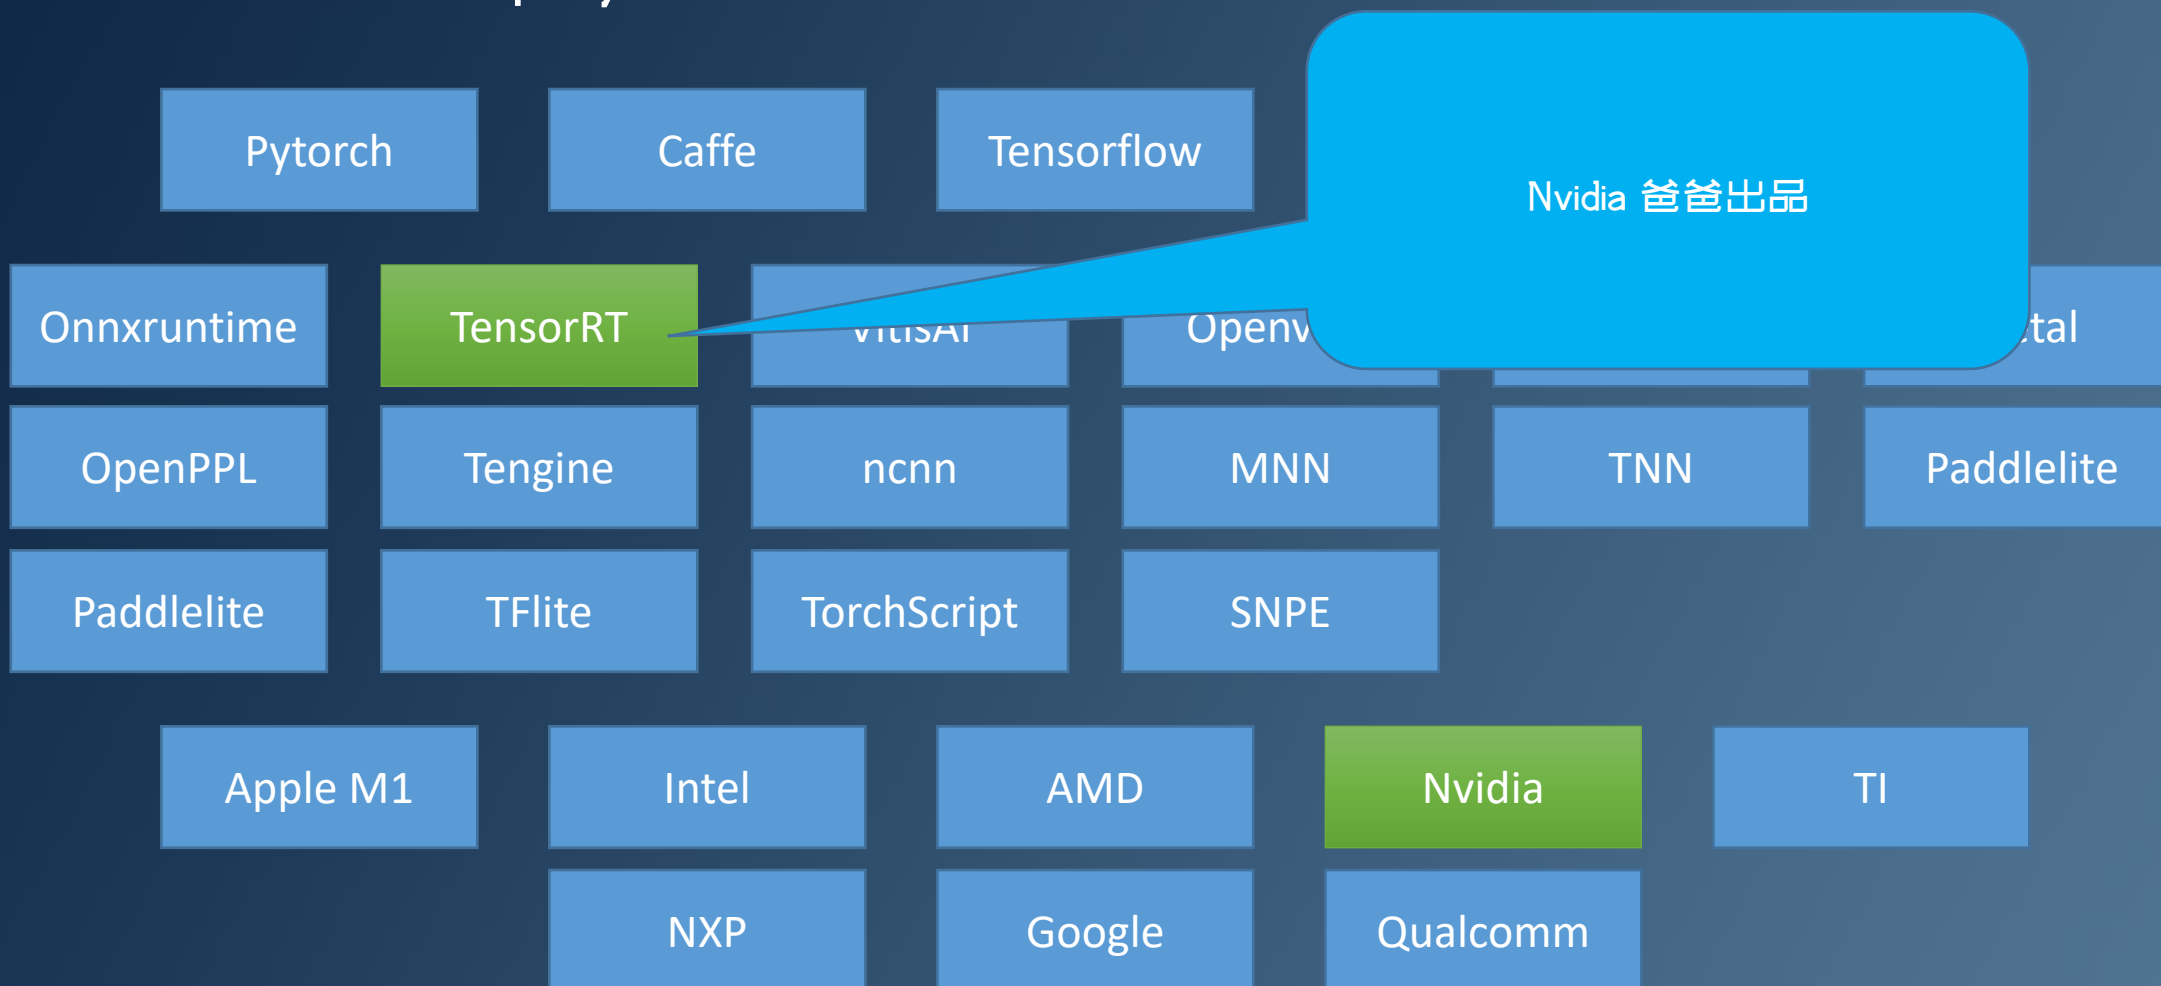 Pytorch
Caffe
Tensorflow
Nvidia 爸爸出品
Onnxruntime
TensorRT
OpenPPL
Tengine
ncnn
MNN
TNN
Paddlelite
Paddlelite
TFlite
TorchScript
SNPE
Apple M1
Intel
AMD
Nvidia
TI
NXP
Google
Qualcomm